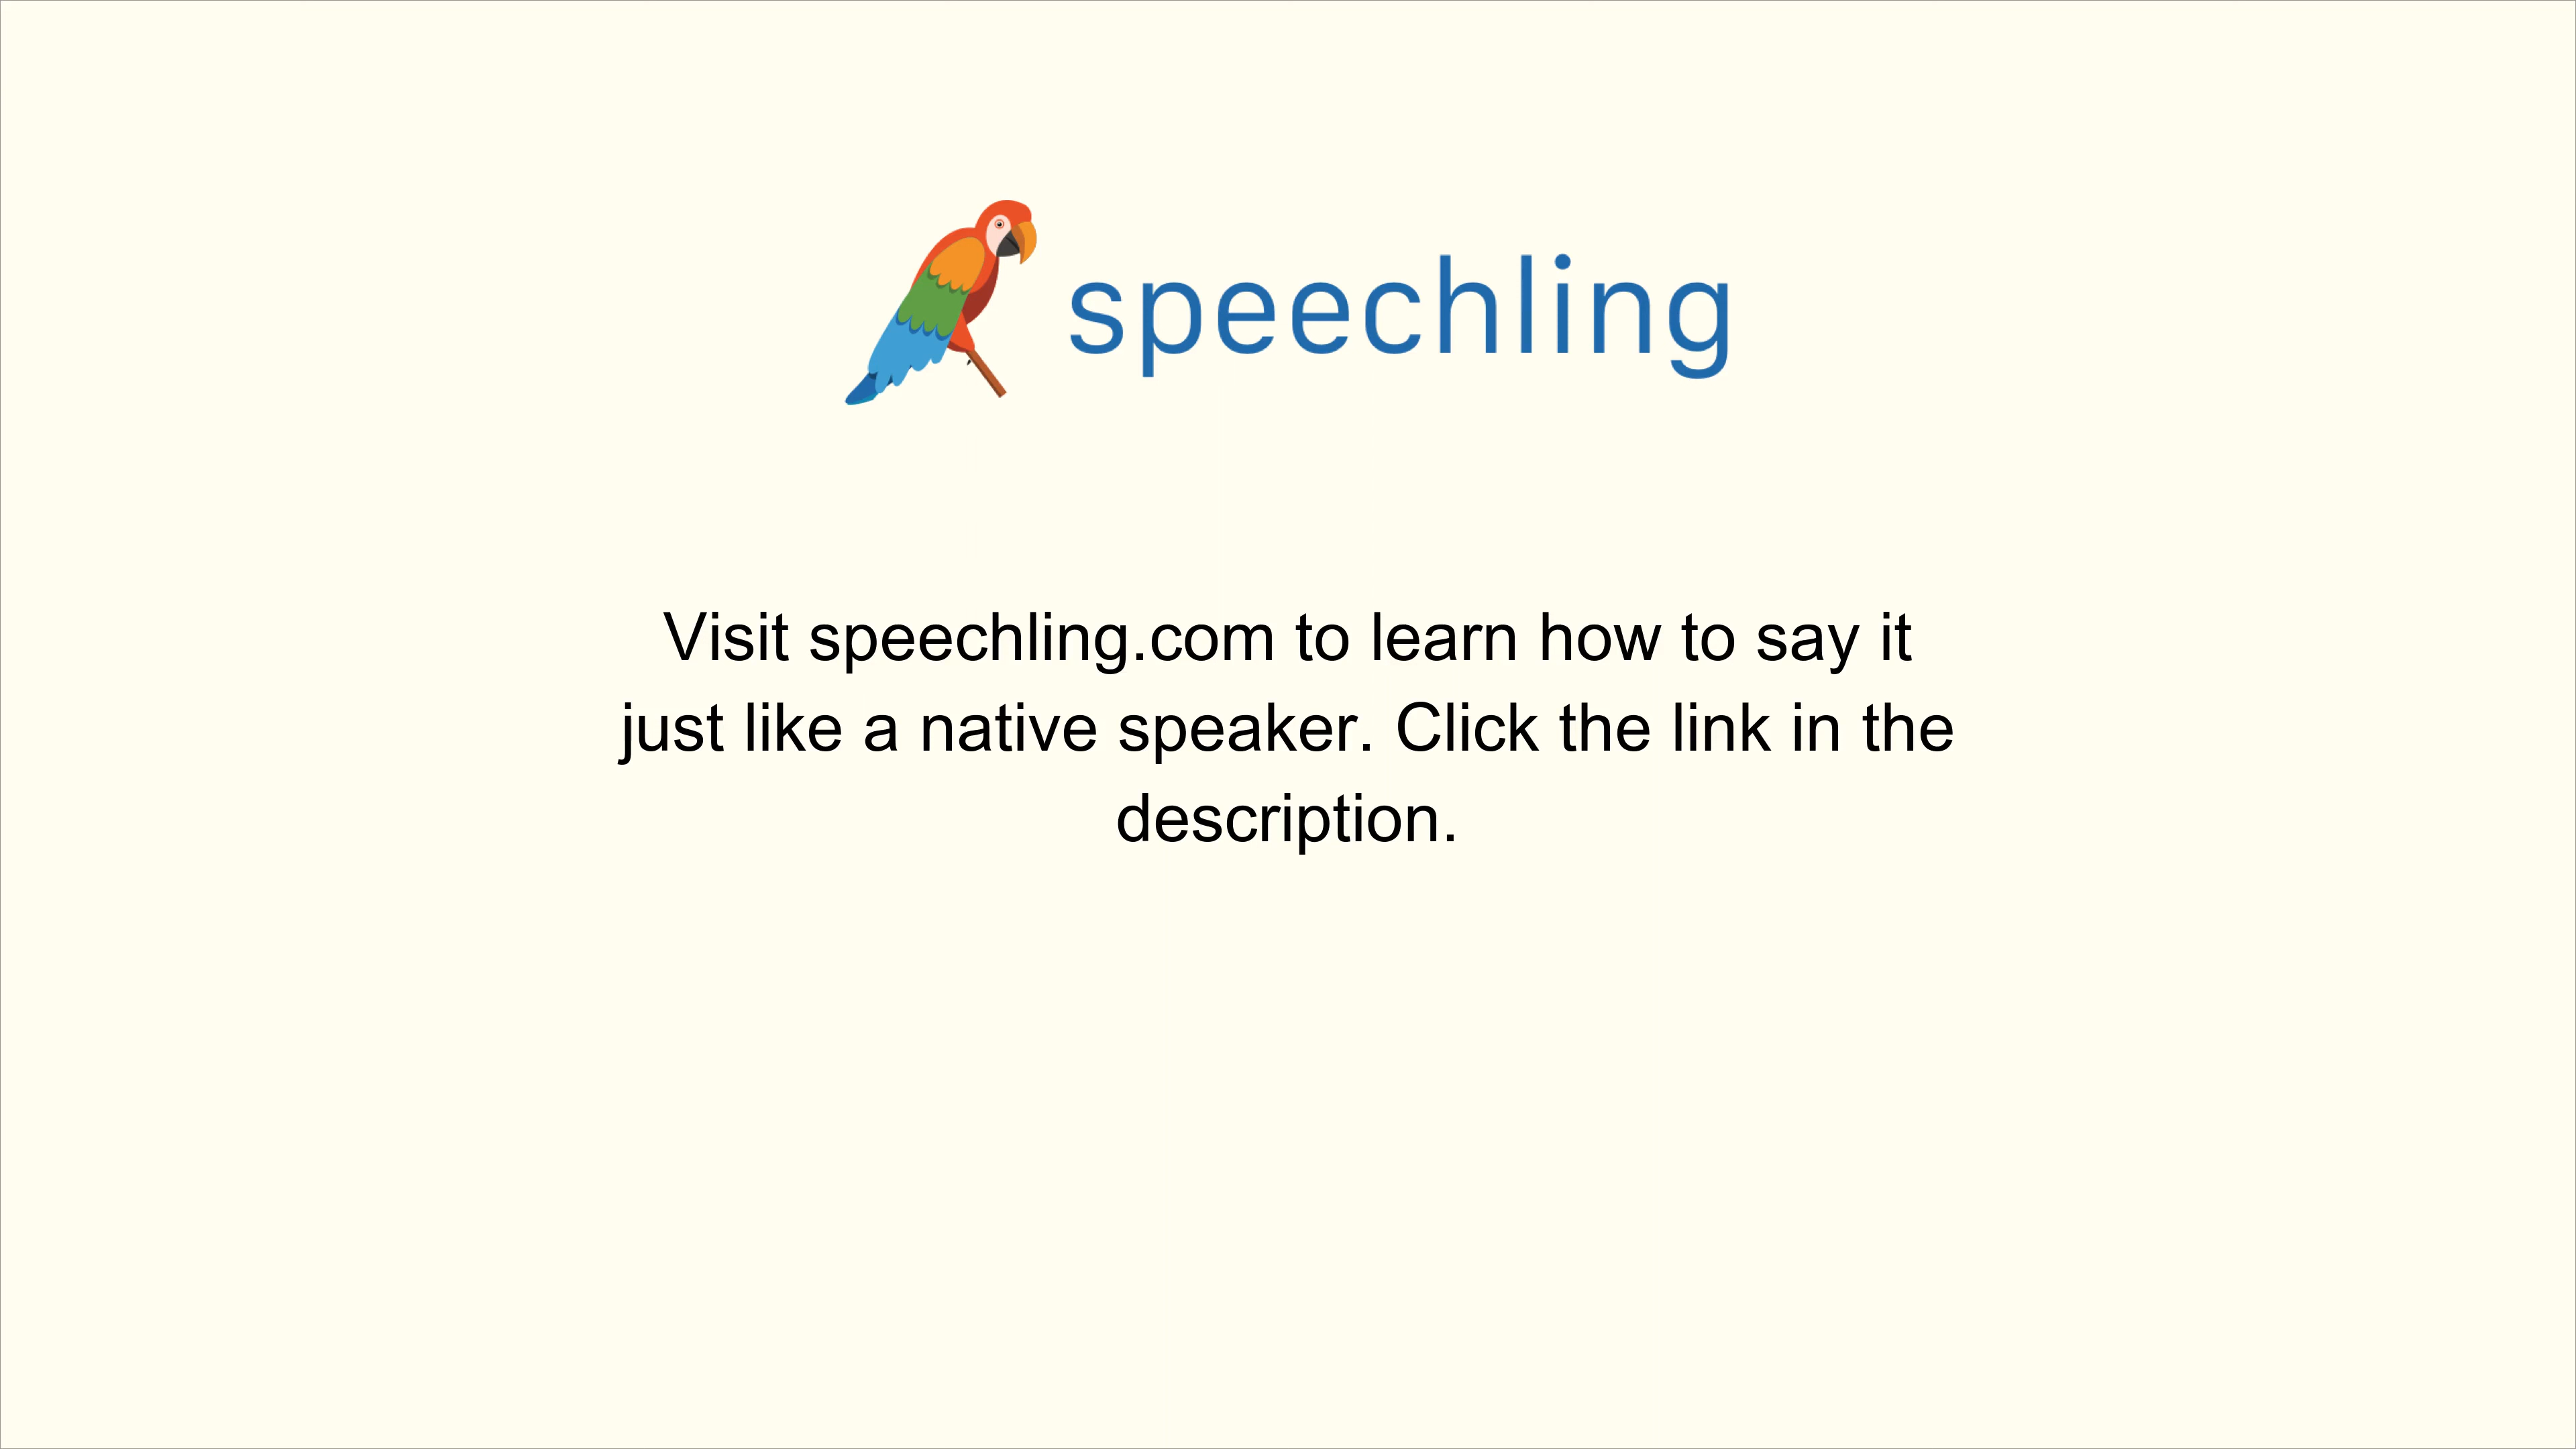 speechling
Visit speechling.com to learn how to say it
just like a native speaker. Click the link in the
description.